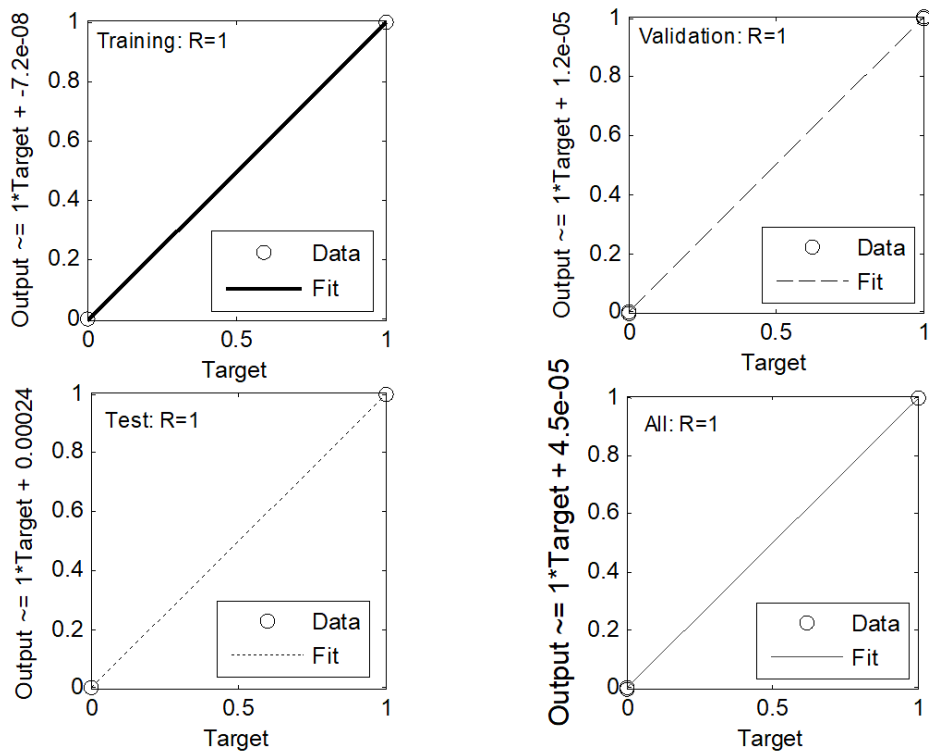 Training: R=1
Output ~= 1*Target + -7.2e-08
1
0.8
0.6
0.4
0.2
0
Data
Fit
0
0.5
1
Target
Validation: R=1
Output ~= 1*Target + 1.2e-05
1
0.8
0.6
0.4
0.2
0
Data
Fit
0
0.5
1
Target
Test: R=1
Output ~= 1*Target + 0.00024
1
0.8
0.6
0.4
0.2
0
Data
Fit
0
0.5
1
Target
All: R=1
Output ~= 1*Target + 4.5e-05
1
0.8
0.6
0.4
0.2
0
Data
Fit
0
0.5
1
Target